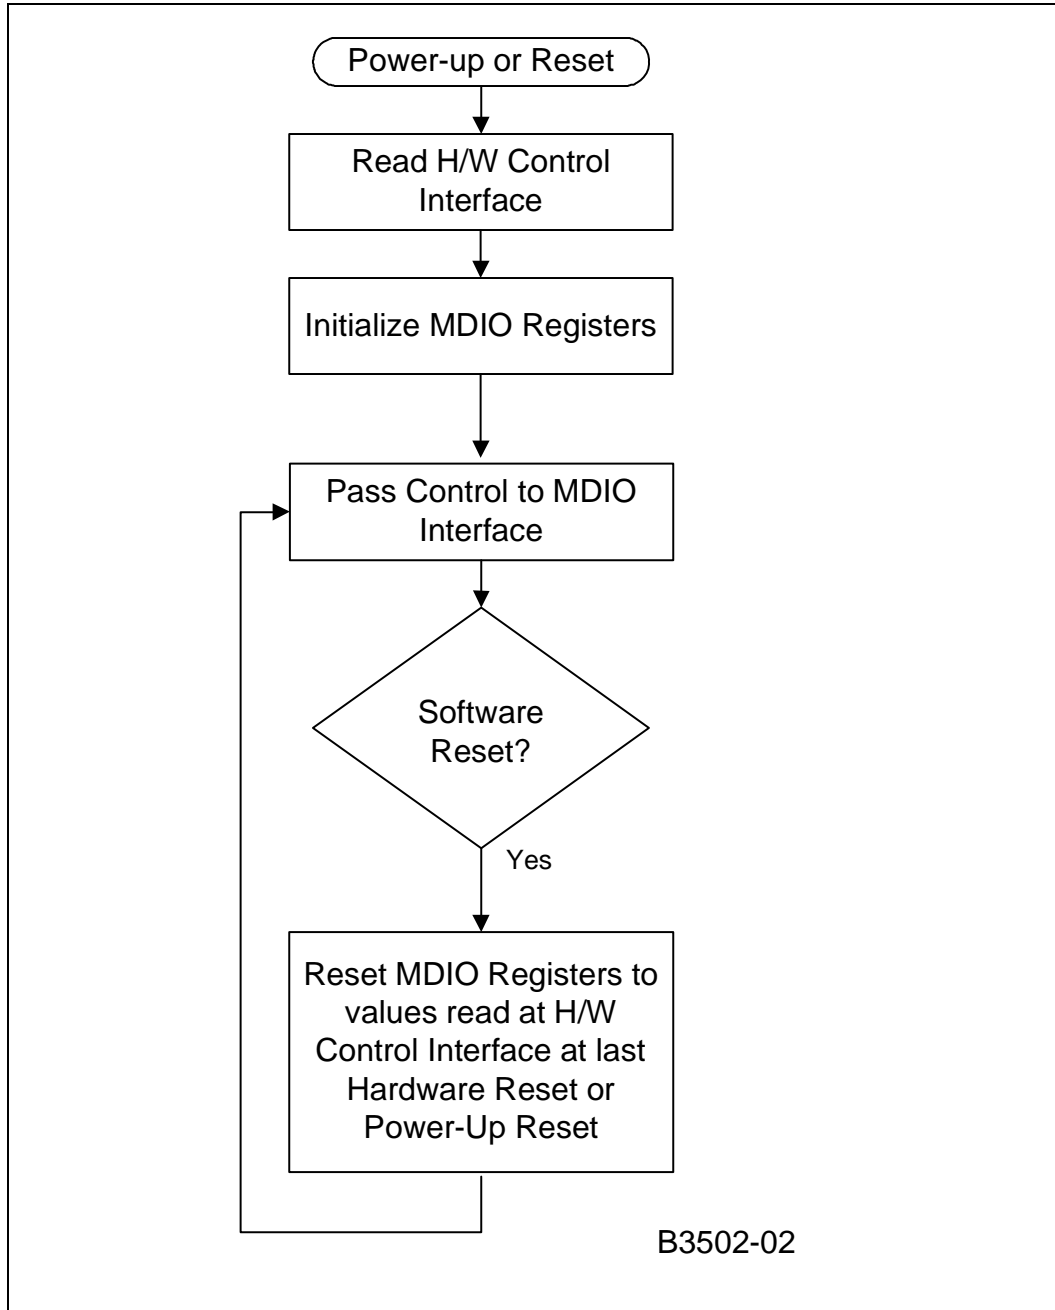 Power-up or Reset
Read H/W Control
Interface
Initialize MDIO Registers
Pass Control to MDIO
Interface
Software
Reset?
Yes
Reset MDIO Registers to
values read at H/W
Control Interface at last
Hardware Reset or
Power-Up Reset
B3502-02